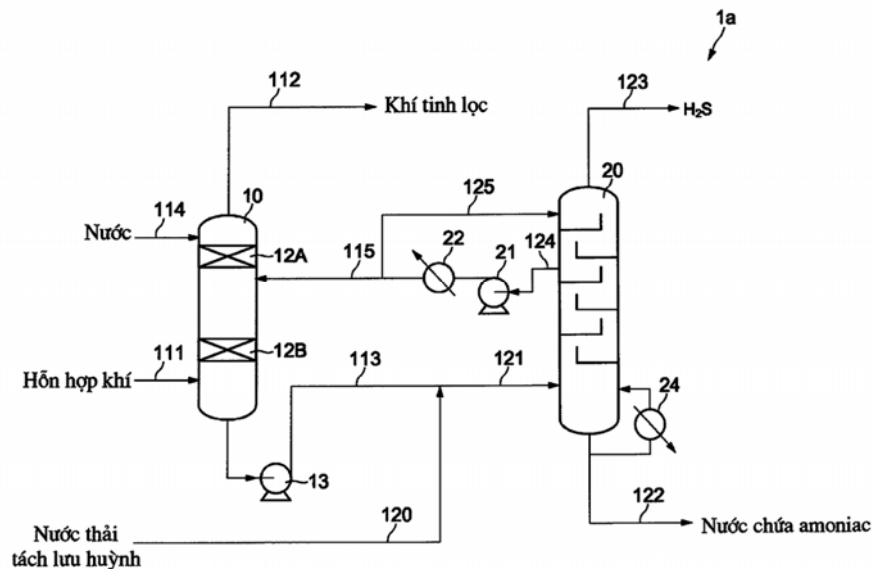 1a
112
Khí tinh lọc
123
H₂S
10
20
125
114
Nước
12A
115
22
21
124
12B
111
Hỗn hợp khí
113
121
24
13
122
Nước chứa amoniac
120
Nước thải
tách lưu huỳnh